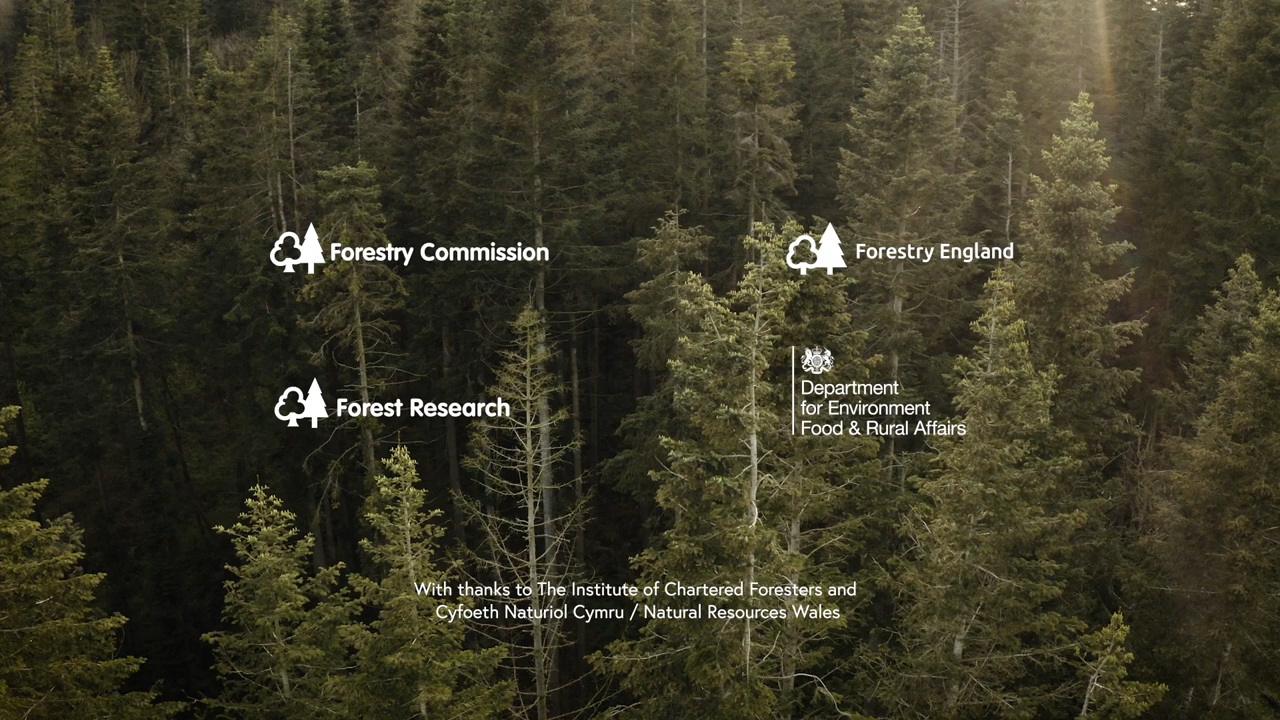 Forestry Commission
Forestry England
Forest Research
Department
for Environment
Food & Rural Affairs
With thanks to The Institute of Chartered Foresters and
Cyfoeth Naturiol Cymru / Natural Resources Wales